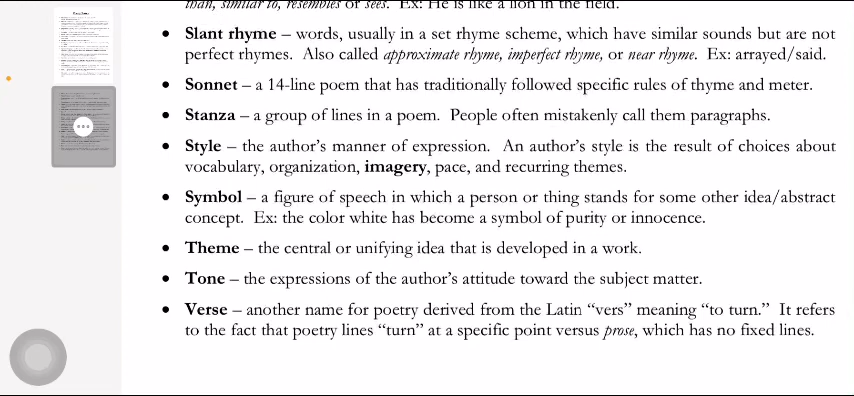 than, similar to, resembles or sees. Ex: He is like a lion in the field.
• Slant rhyme – words, usually in a set rhyme scheme, which have similar sounds but are not
perfect rhymes. Also called approximate rhyme, imperfect rhyme, or near rhyme. Ex: arrayed/said.
• Sonnet – a 14-line poem that has traditionally followed specific rules of thyme and meter.
• Stanza – a group of lines in a poem. People often mistakenly call them paragraphs.
• Style – the author's manner of expression. An author's style is the result of choices about
vocabulary, organization, imagery, pace, and recurring themes.
• Symbol – a figure of speech in which a person or thing stands for some other idea/abstract
concept. Ex: the color white has become a symbol of purity or innocence.
• Theme – the central or unifying idea that is developed in a work.
• Tone – the expressions of the author's attitude toward the subject matter.
• Verse – another name for poetry derived from the Latin “vers” meaning “to turn.” It refers
to the fact that poetry lines “turn” at a specific point versus prose, which has no fixed lines.